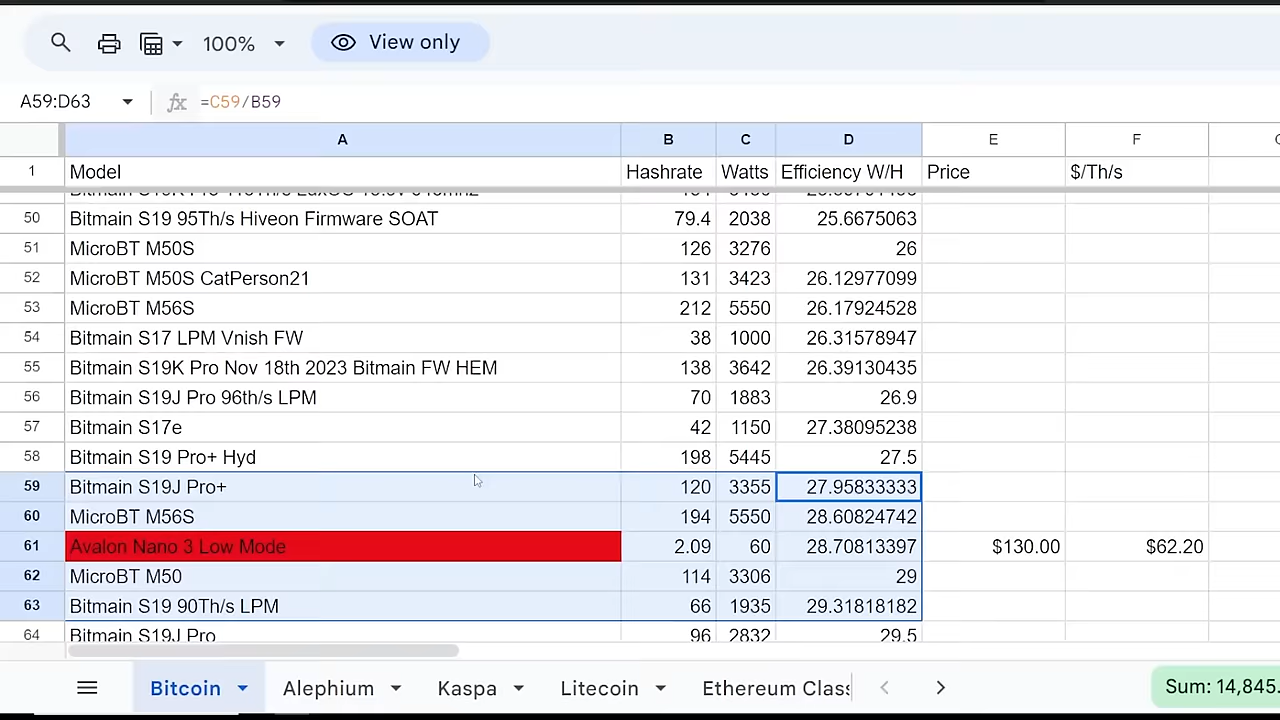 100% View only
A59:D63 fx =C59/B59
A B C D E F
1 Model Hashrate Watts Efficiency W/H Price $/Th/s
50 Bitmain S19 95Th/s Hiveon Firmware SOAT 79.4 2038 25.6675063
51 MicroBT M50S 126 3276 26
52 MicroBT M50S CatPerson21 131 3423 26.12977099
53 MicroBT M56S 212 5550 26.17924528
54 Bitmain S17 LPM Vnish FW 38 1000 26.31578947
55 Bitmain S19K Pro Nov 18th 2023 Bitmain FW HEM 138 3642 26.39130435
56 Bitmain S19J Pro 96th/s LPM 70 1883 26.9
57 Bitmain S17e 42 1150 27.38095238
58 Bitmain S19 Pro+ Hyd 198 5445 27.5
59 Bitmain S19J Pro+ 120 3355 27.95833333
60 MicroBT M56S 194 5550 28.60824742
61 Avalon Nano 3 Low Mode 2.09 60 28.70813397 $130.00 $62.20
62 MicroBT M50 114 3306 29
63 Bitmain S19 90Th/s LPM 66 1935 29.31818182
64 Bitmain S19J Pro 96 2832 29.5
Bitcoin Alephium Kaspa Litecoin Ethereum Clas Sum: 14,845.